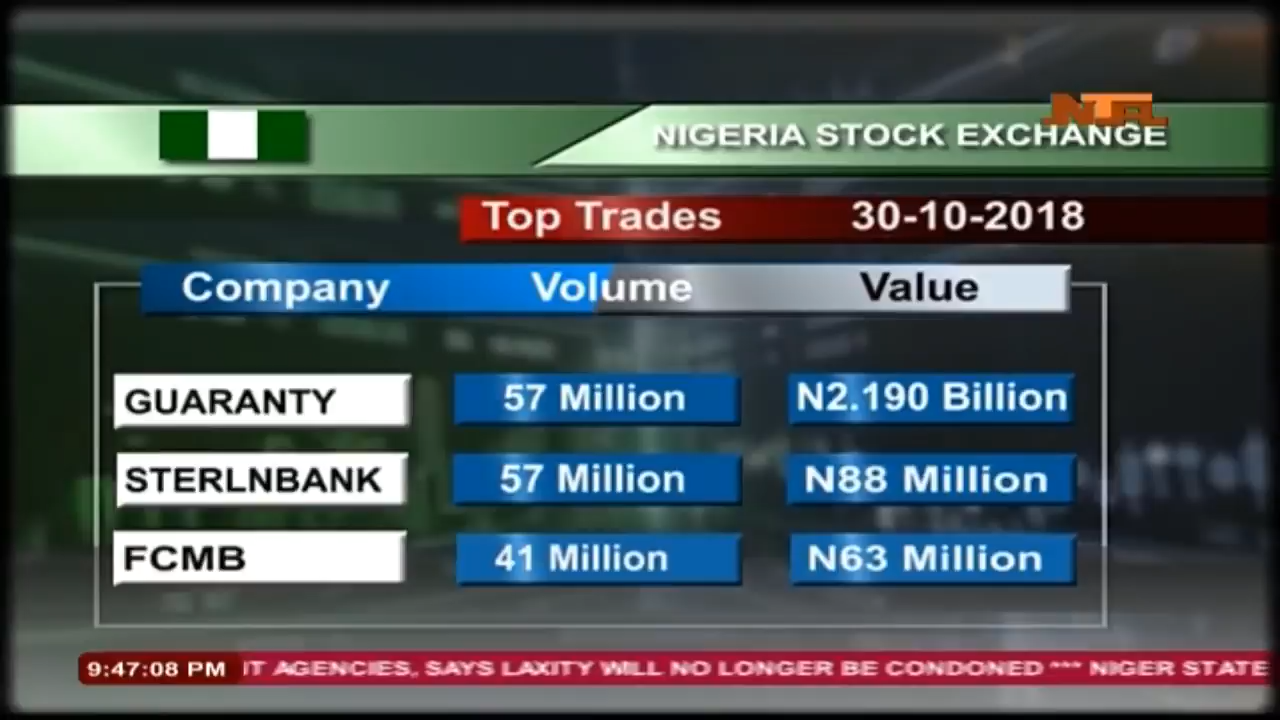 NTA
NIGERIA STOCK EXCHANGE
Top Trades 30-10-2018
Company Volume Value
GUARANTY 57 Million N2.190 Billion
STERLNBANK 57 Million N88 Million
FCMB 41 Million N63 Million
9:47:08 PM AGENCIES, SAYS LAXITY WILL NO LONGER BE CONDONED *** NIGER STATE